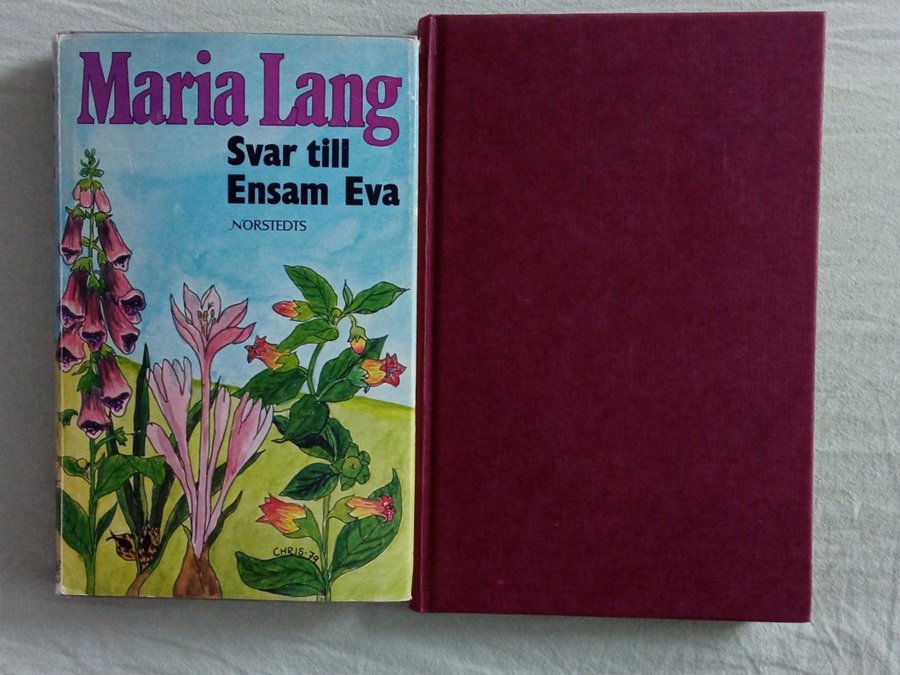 Maria Lang
Svar till
Ensam Eva
NORSTEDTS
CHRIS-79